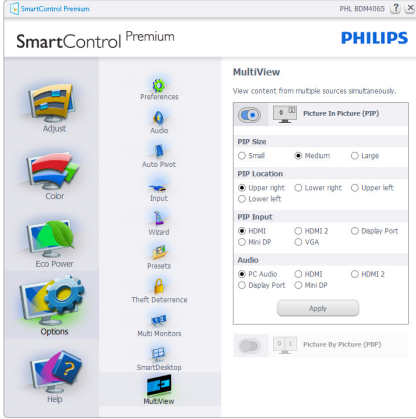 SmartControl Premium
PHL BDM4065 ? X
SmartControl Premium
PHILIPS
Adjust
Color
Eco Power
Options
Help
Preferences
Audio
Auto Pivot
Input
Wizard
Presets
Theft Deterrence
Multi Monitors
SmartDesktop
MultiView
MultiView
View content from multiple sources simultaneously.
Picture In Picture (PIP)
PIP Size
Small Medium Large
PIP Location
Upper right Lower right Upper left
Lower left
PIP Input
HDMI HDMI 2 Display Port
Mini DP VGA
Audio
PC Audio HDMI HDMI 2
Display Port Mini DP
Apply
0 1 Picture By Picture (PBP)